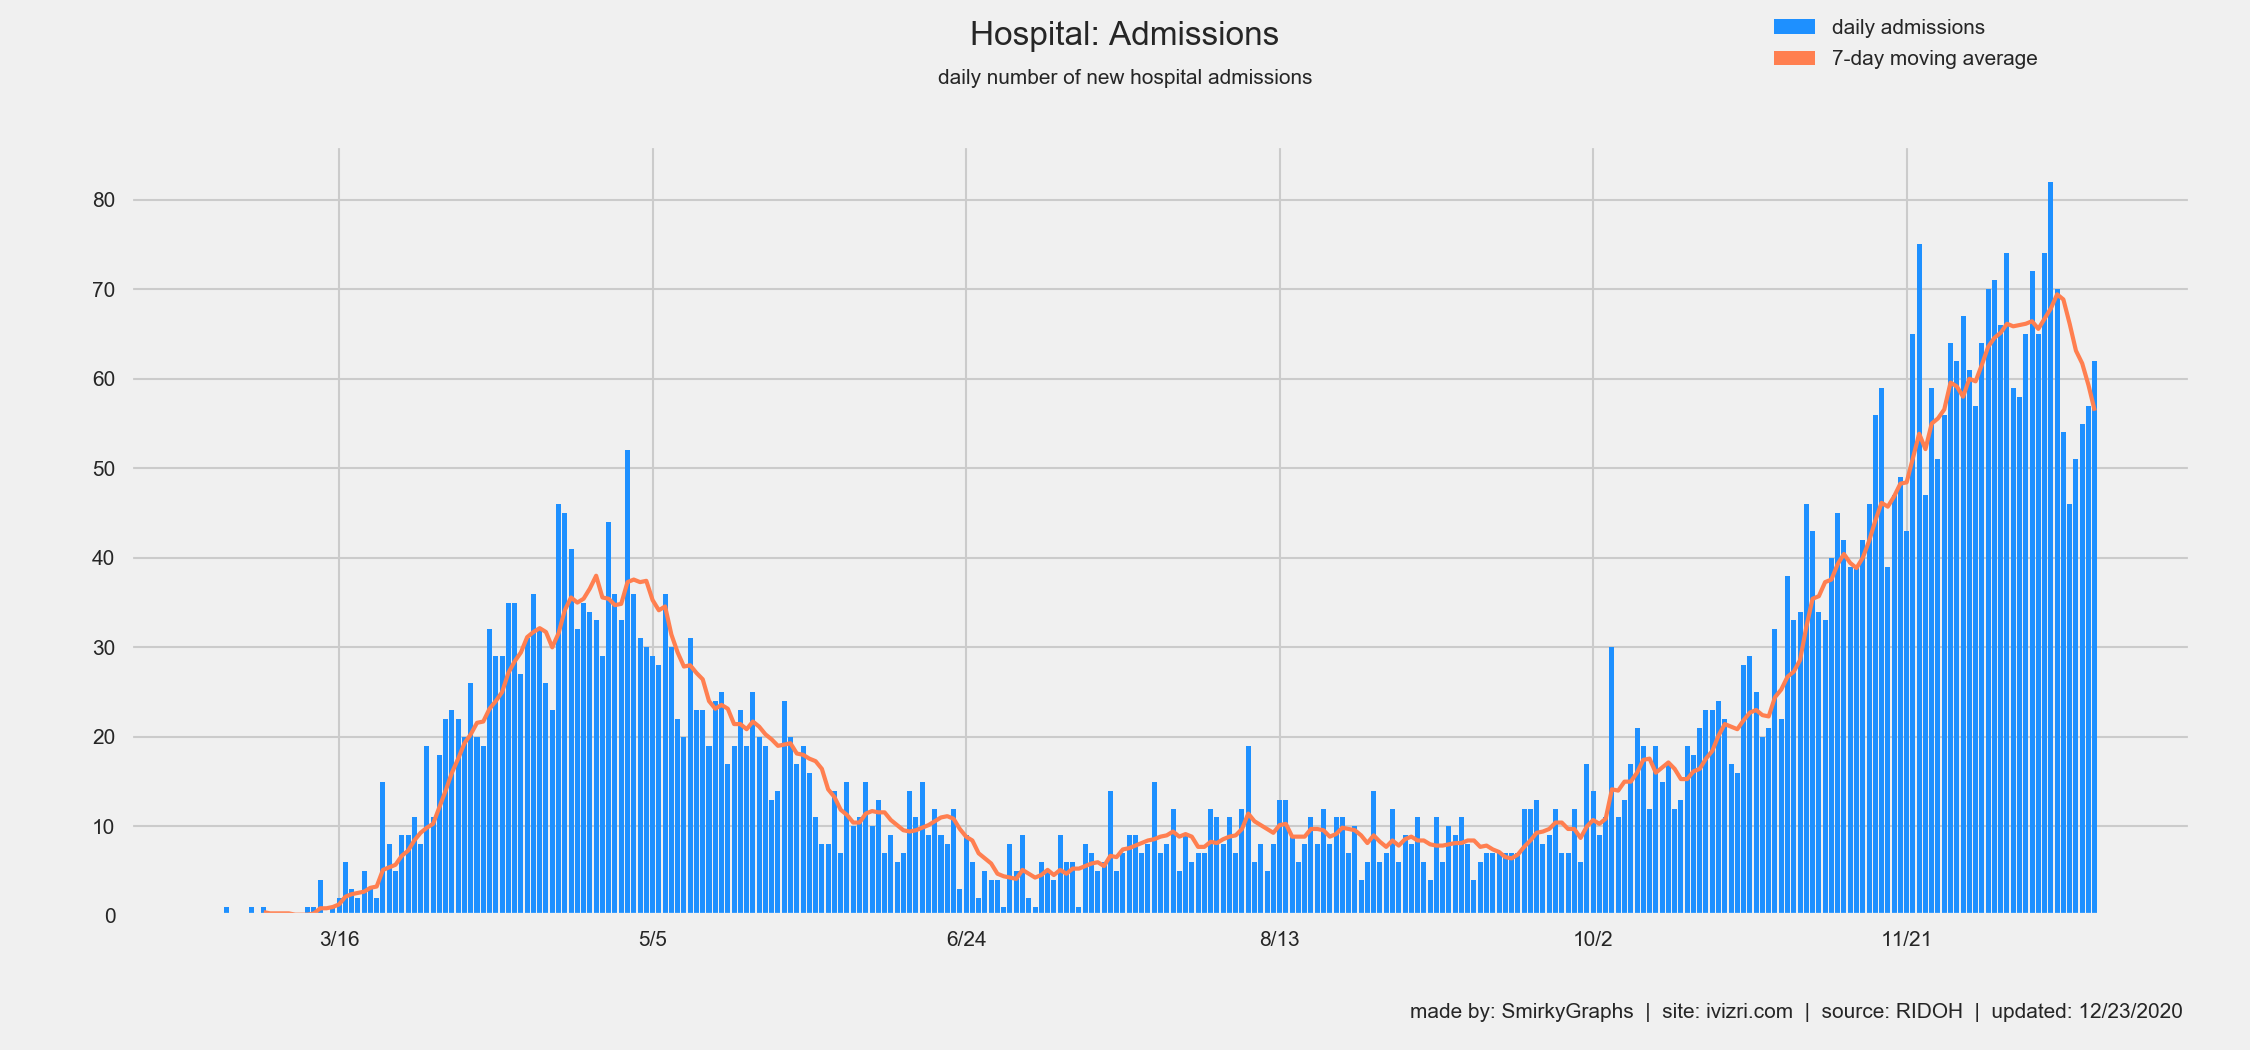 Hospital: Admissions
daily number of new hospital admissions
daily admissions
7-day moving average
80
70
60
50
40
30
20
10
0
3/16 5/5 6/24 8/13 10/2 11/21
made by: SmirkyGraphs | site: ivizri.com | source: RIDOH | updated: 12/23/2020